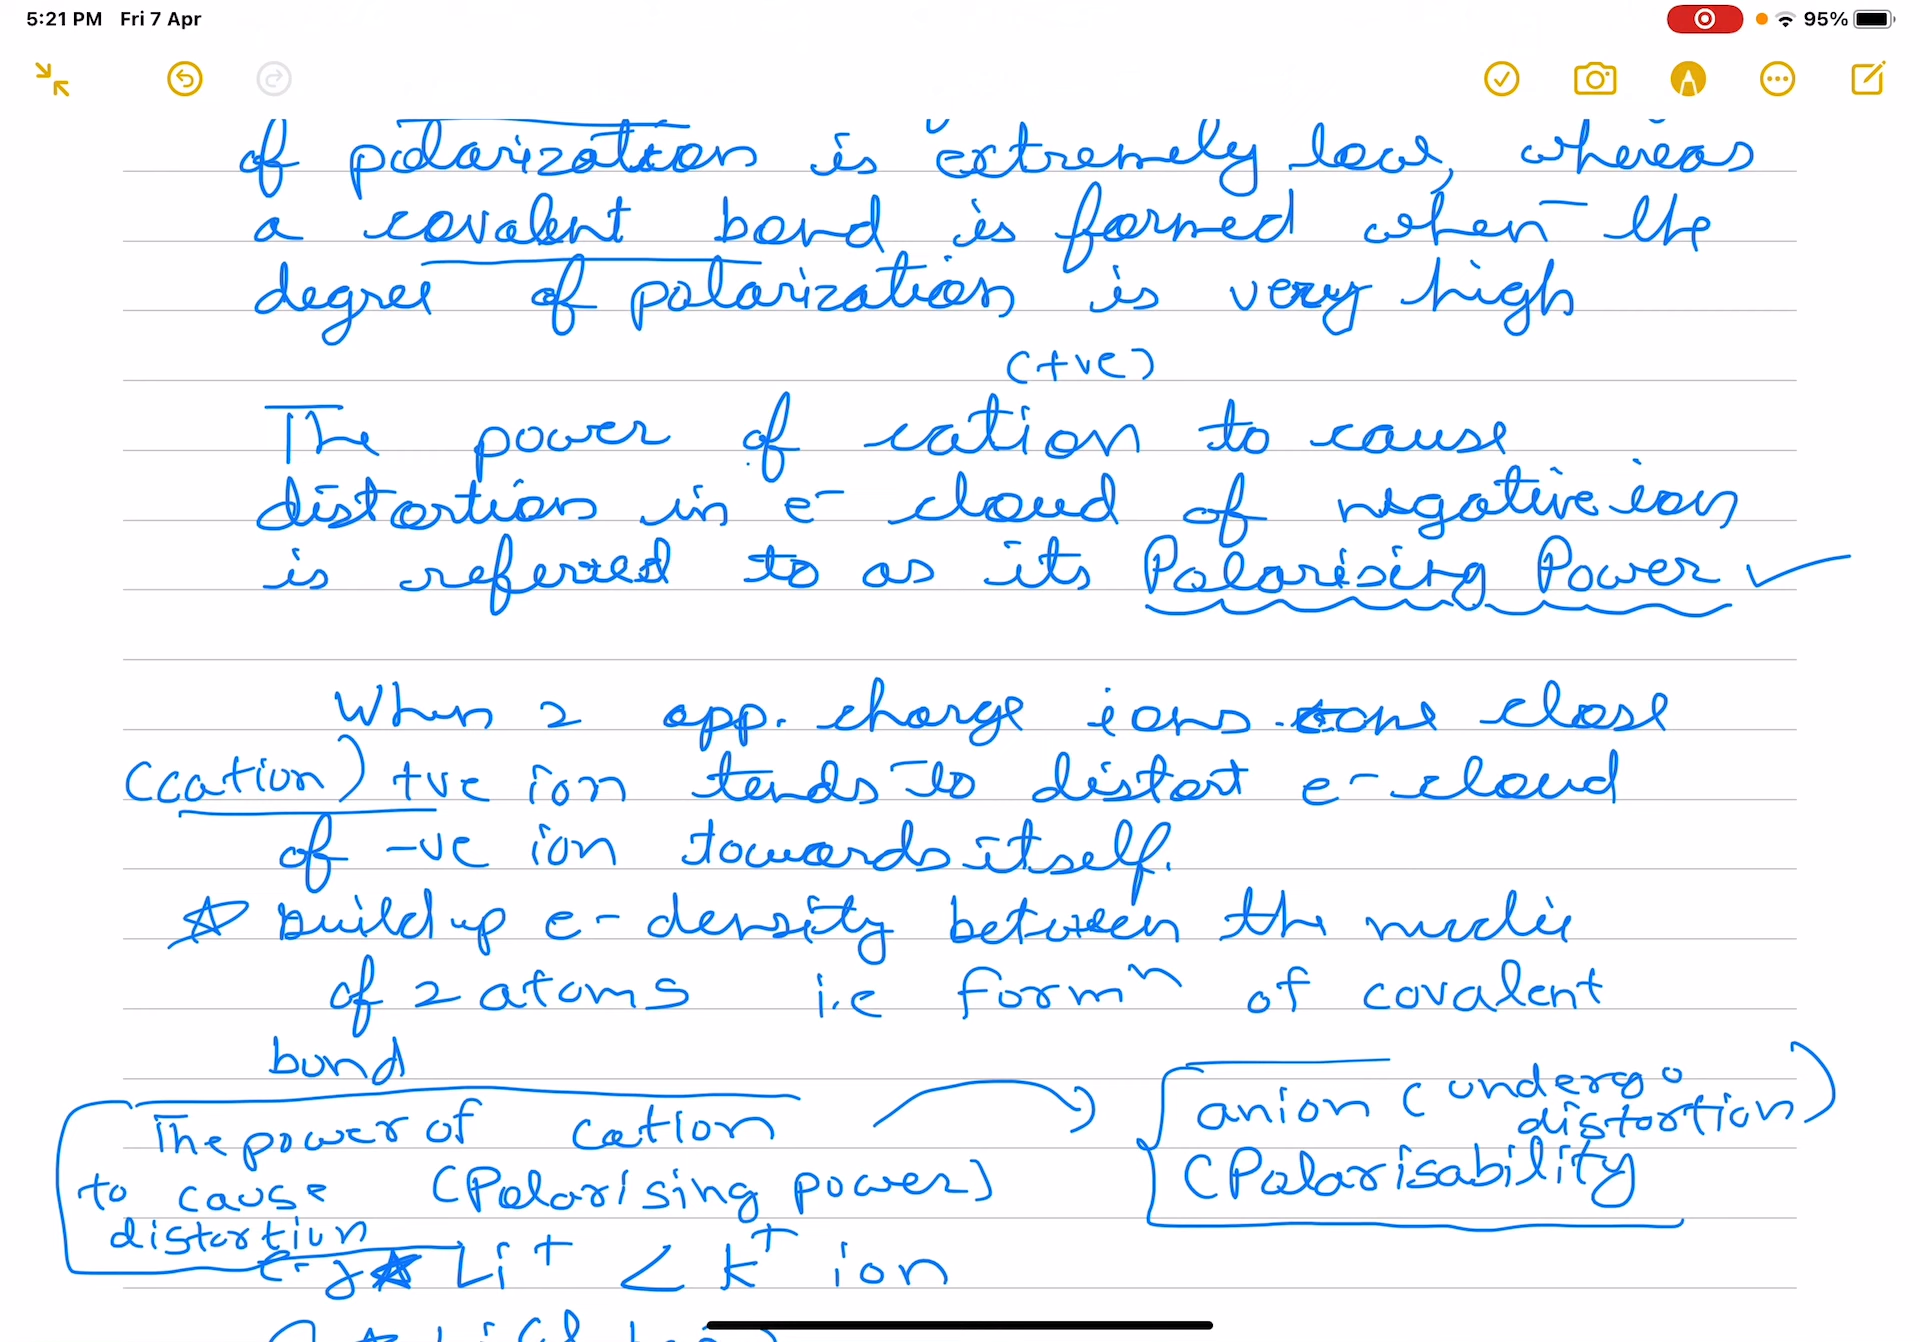 5:21 PM Fri 7 Apr
95%
of polarization is extremely low, whereas
a covalent bond is formed when the
degree of polarization is very high
(+ve)
The power of cation to cause
distortion in e- cloud of negative ion
is referred to as its Polarising Power
When 2 opp. charge ions come close
(cation) +ve ion tends to distort e- cloud
of -ve ion towards itself.
build up e- density between the nuclie
of 2 atoms i.e formⁿ of covalent
bond
The power of cation
to cause (Polarising power)
distortion
anion (undergo
distortion)
(Polarisability
e.g Li+ < K+ ion